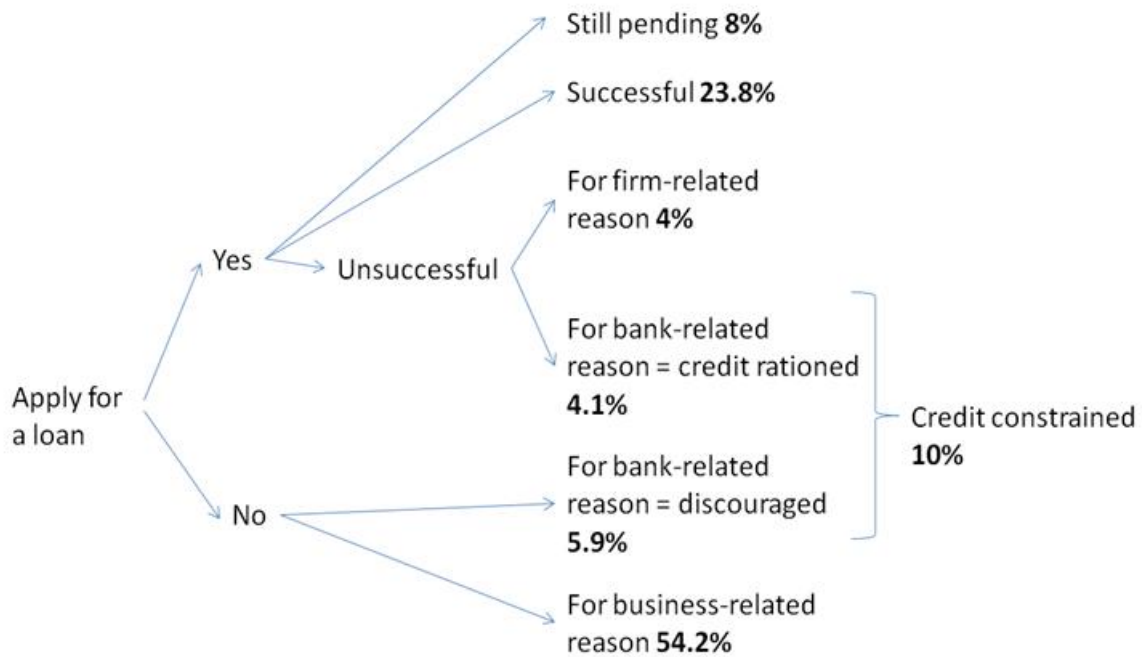 Still pending 8%
Successful 23.8%
For firm-related
reason 4%
Yes
Unsuccessful
For bank-related
reason = credit rationed
4.1%
Apply for
a loan
Credit constrained
10%
For bank-related
reason = discouraged
5.9%
No
For business-related
reason 54.2%